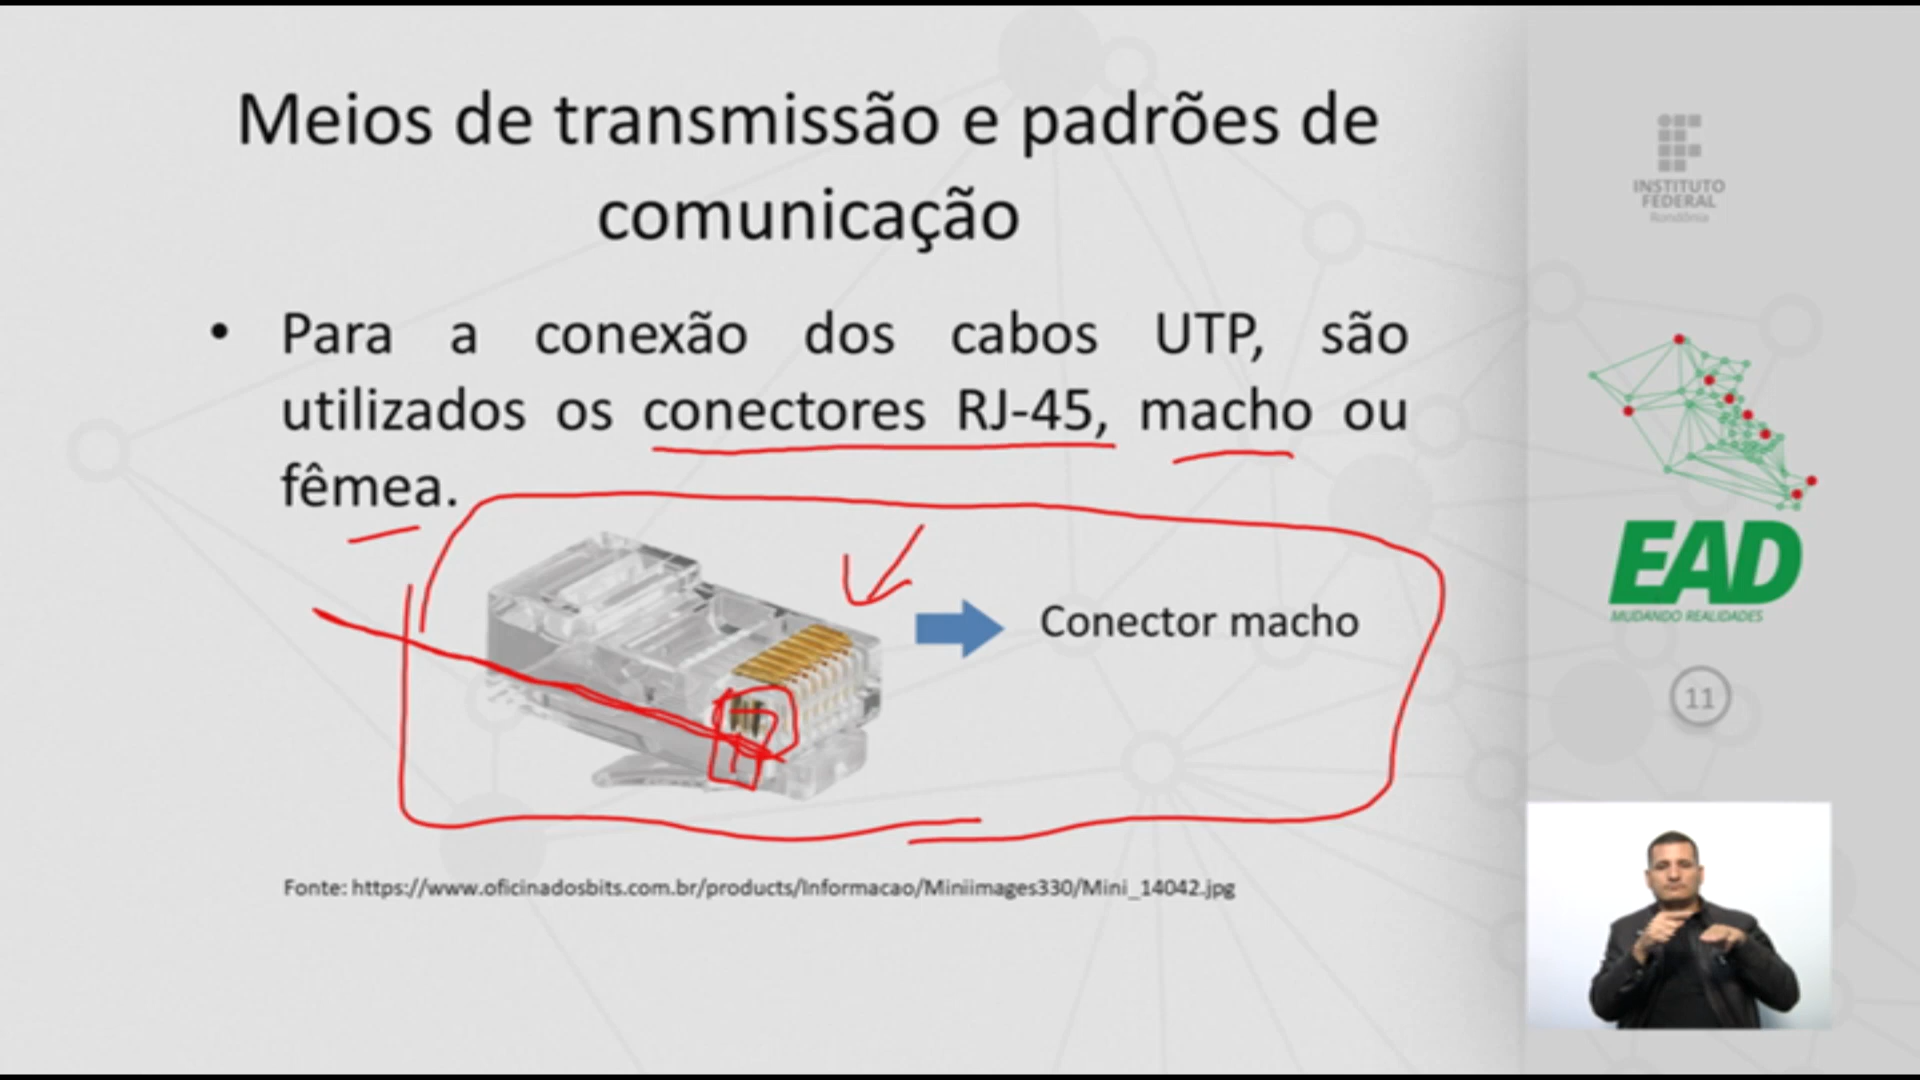 Meios de transmissão e padrões de
comunicação
• Para a conexão dos cabos UTP, são
utilizados os conectores RJ-45, macho ou
fêmea.
Conector macho
Fonte: https://www.oficinadosbits.com.br/products/Informacao/Miniimages330/Mini_14042.jpg
INSTITUTO
FEDERAL
Rondônia
EAD
MUDANDO REALIDADES
11